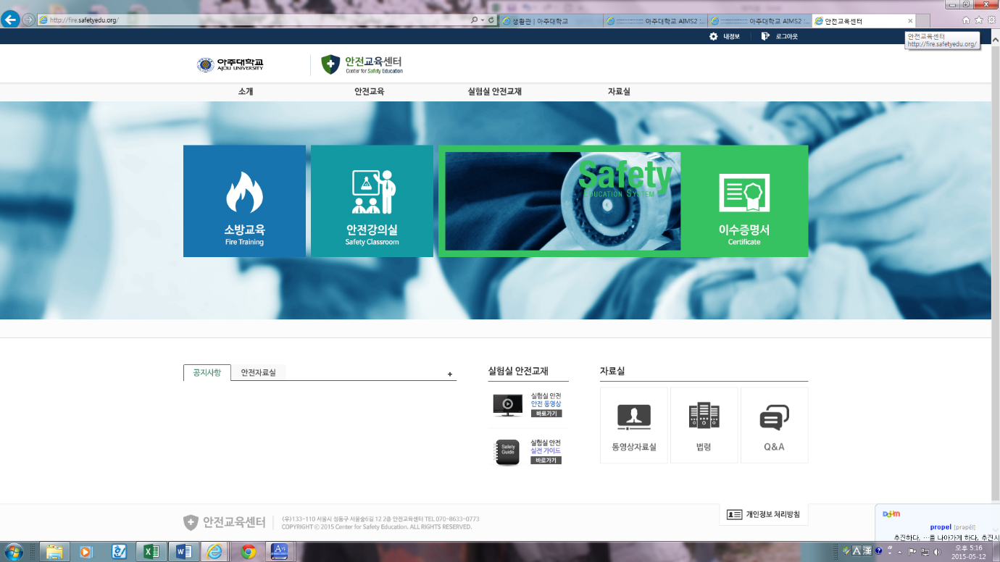 http://fire.safetyedu.org/
생활관 | 아주대학교
아주대학교 AIMS2 :...
아주대학교 AIMS2 :...
안전교육센터
안전교육센터
http://fire.safetyedu.org/
내정보
로그아웃
아주대학교
AJOU UNIVERSITY
안전교육센터
Center for Safety Education
소개
안전교육
실험실 안전교재
자료실
소방교육
Fire Training
안전강의실
Safety Classroom
Safety
EDUCATION SYSTEM
이수증명서
Certificate
공지사항
안전자료실
+
실험실 안전교재
실험실 안전
안전 동영상
바로가기
Safety
Guide
실험실 안전
실전 가이드
바로가기
자료실
동영상자료실
법령
Q&A
안전교육센터
(우)133-110 서울시 성동구 서울숲6길 12 2층 안전교육센터 TEL 070-8633-0773
COPYRIGHT ⓒ 2015 Center for Safety Education. ALL RIGHTS RESERVED.
개인정보 처리방침
Daum
propel [prəpél]
추진하다, …를 나아가게 하다, 추진시
A 漢
오후 5:16
2015-05-12